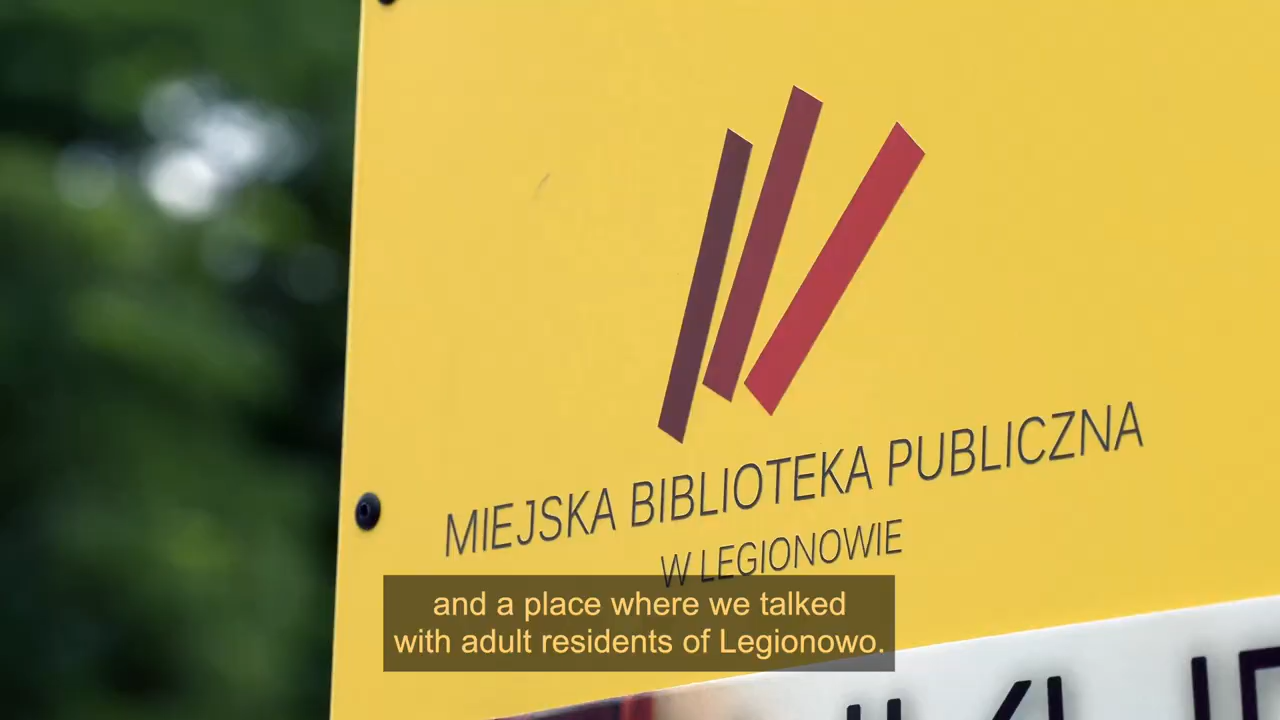 MIEJSKA BIBLIOTEKA PUBLICZNA
W LEGIONOWIE
and a place where we talked
with adult residents of Legionowo.